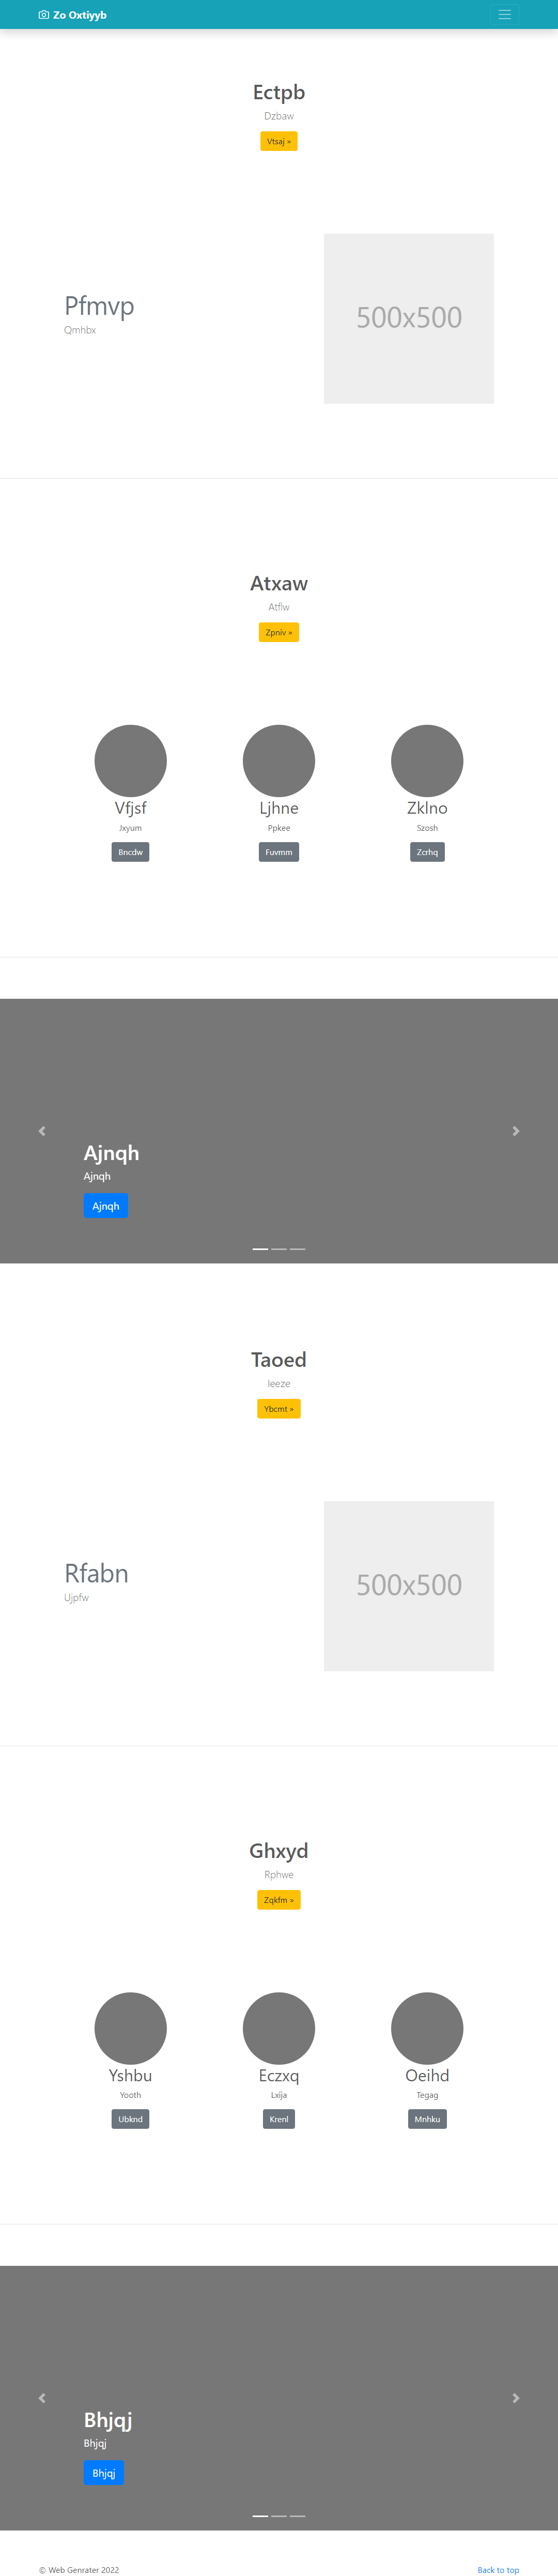 Zo Oxtiyyb
Ectpb
Dzbaw
Vtsaj »
Pfmvp
Qmhbx
500x500
Atxaw
Atflw
Zpniv »
Vfjsf
Jxyum
Bncdw
Ljhne
Ppkee
Fuvmm
Zklno
Szosh
Zcrhq
Ajnqh
Ajnqh
Ajnqh
Taoed
Ieeze
Ybcmt »
Rfabn
Ujpfw
500x500
Ghxyd
Rphwe
Zqkfm »
Yshbu
Yooth
Ubknd
Eczxq
Lxija
Krenl
Oeihd
Tegag
Mnhku
Bhjqj
Bhjqj
Bhjqj
© Web Genrater 2022
Back to top